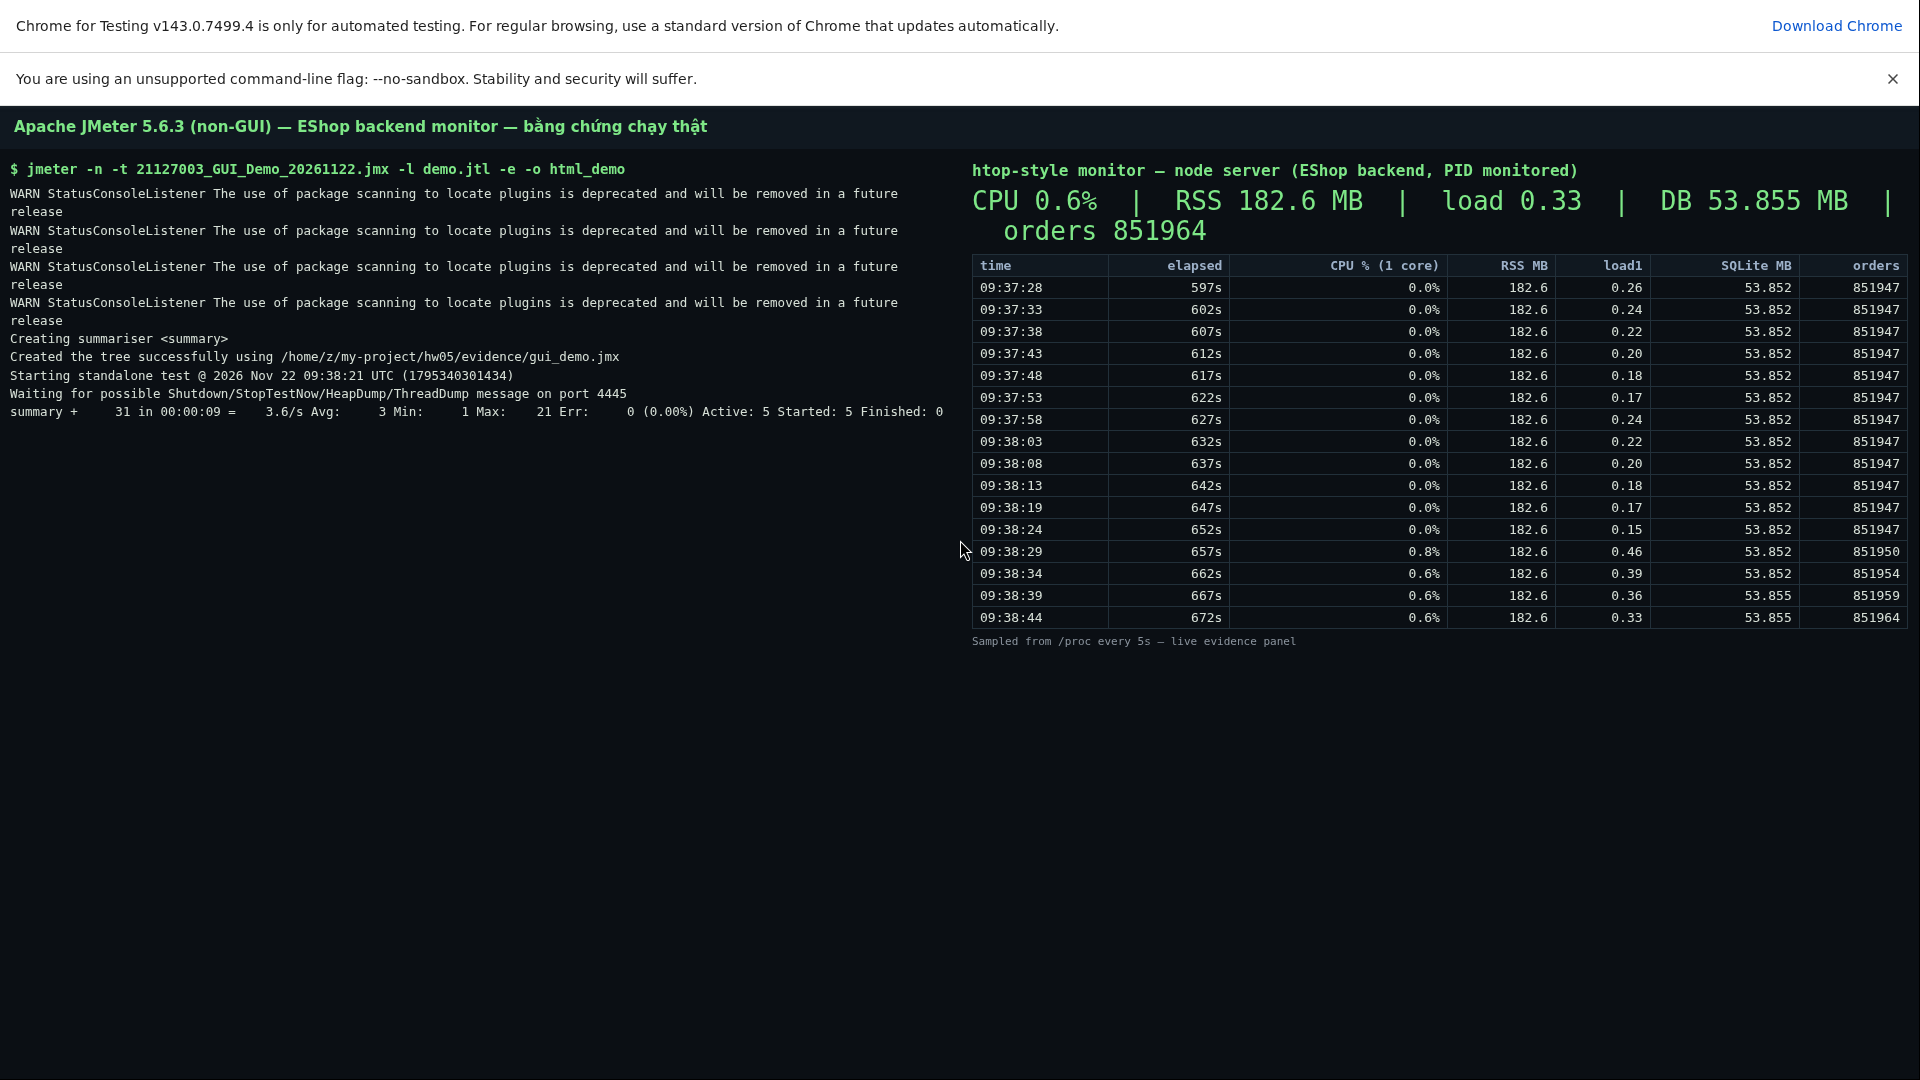 Chrome for Testing v143.0.7499.4 is only for automated testing. For regular browsing, use a standard version of Chrome that updates automatically.
Download Chrome
You are using an unsupported command-line flag: --no-sandbox. Stability and security will suffer.
Apache JMeter 5.6.3 (non-GUI) — EShop backend monitor — bằng chứng chạy thật
$ jmeter -n -t 21127003_GUI_Demo_20261122.jmx -l demo.jtl -e -o html_demo
WARN StatusConsoleListener The use of package scanning to locate plugins is deprecated and will be removed in a future
release
WARN StatusConsoleListener The use of package scanning to locate plugins is deprecated and will be removed in a future
release
WARN StatusConsoleListener The use of package scanning to locate plugins is deprecated and will be removed in a future
release
WARN StatusConsoleListener The use of package scanning to locate plugins is deprecated and will be removed in a future
release
Creating summariser <summary>
Created the tree successfully using /home/z/my-project/hw05/evidence/gui_demo.jmx
Starting standalone test @ 2026 Nov 22 09:38:21 UTC (1795340301434)
Waiting for possible Shutdown/StopTestNow/HeapDump/ThreadDump message on port 4445
summary +     31 in 00:00:09 =    3.6/s Avg:     3 Min:     1 Max:    21 Err:     0 (0.00%) Active: 5 Started: 5 Finished: 0
htop-style monitor — node server (EShop backend, PID monitored)
CPU 0.6%  |  RSS 182.6 MB  |  load 0.33  |  DB 53.855 MB  |
orders 851964
time elapsed CPU % (1 core) RSS MB load1 SQLite MB orders
09:37:28 597s 0.0% 182.6 0.26 53.852 851947
09:37:33 602s 0.0% 182.6 0.24 53.852 851947
09:37:38 607s 0.0% 182.6 0.22 53.852 851947
09:37:43 612s 0.0% 182.6 0.20 53.852 851947
09:37:48 617s 0.0% 182.6 0.18 53.852 851947
09:37:53 622s 0.0% 182.6 0.17 53.852 851947
09:37:58 627s 0.0% 182.6 0.24 53.852 851947
09:38:03 632s 0.0% 182.6 0.22 53.852 851947
09:38:08 637s 0.0% 182.6 0.20 53.852 851947
09:38:13 642s 0.0% 182.6 0.18 53.852 851947
09:38:19 647s 0.0% 182.6 0.17 53.852 851947
09:38:24 652s 0.0% 182.6 0.15 53.852 851947
09:38:29 657s 0.8% 182.6 0.46 53.852 851950
09:38:34 662s 0.6% 182.6 0.39 53.852 851954
09:38:39 667s 0.6% 182.6 0.36 53.855 851959
09:38:44 672s 0.6% 182.6 0.33 53.855 851964
Sampled from /proc every 5s — live evidence panel